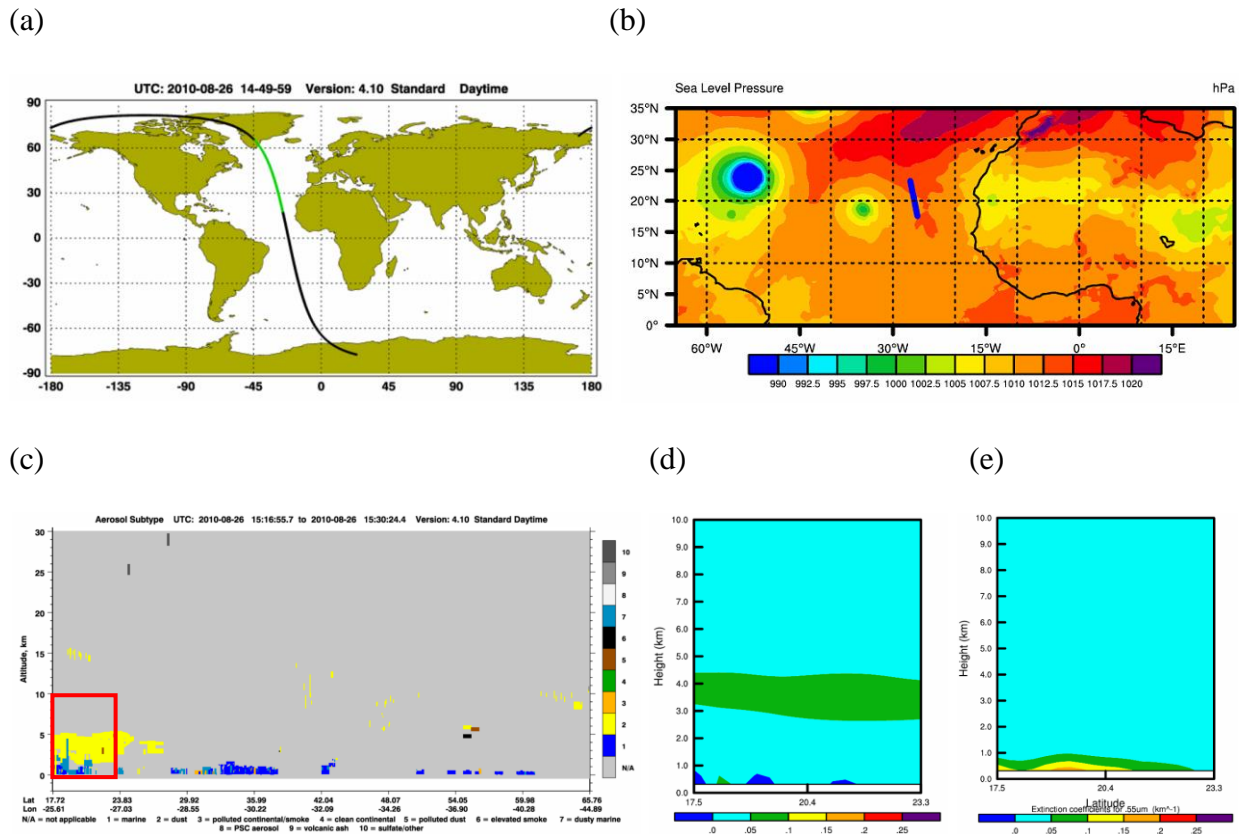 (a)
(b)
UTC: 2010-08-26 14-49-59 Version: 4.10 Standard Daytime
90
60
30
0
-30
-60
-90
-180 -135 -90 -45 0 45 90 135 180
Sea Level Pressure hPa
35°N
30°N
25°N
20°N
15°N
10°N
5°N
0°
60°W 45°W 30°W 15°W 0° 15°E
990 992.5 995 997.5 1000 1002.5 1005 1007.5 1010 1012.5 1015 1017.5 1020
(c)
(d)
(e)
Aerosol Subtype UTC: 2010-08-26 15:16:55.7 to 2010-08-26 15:30:24.4 Version: 4.10 Standard Daytime
Altitude, km
30
25
20
15
10
5
0
10
9
8
7
6
5
4
3
2
1
N/A
Lat 17.72 23.83 29.92 35.99 42.04 48.07 54.05 59.98 65.76
Lon -25.61 -27.03 -28.55 -30.22 -32.09 -34.26 -36.90 -40.28 -44.89
N/A = not applicable 1 = marine 2 = dust 3 = polluted continental/smoke 4 = clean continental 5 = polluted dust 6 = elevated smoke 7 = dusty marine
8 = PSC aerosol 9 = volcanic ash 10 = sulfate/other
Height (km)
10.0
9.0
8.0
7.0
6.0
5.0
4.0
3.0
2.0
1.0
0.0
17.5 20.4 23.3
.0 .05 .1 .15 .2 .25
Height (km)
10.0
9.0
8.0
7.0
6.0
5.0
4.0
3.0
2.0
1.0
0.0
17.5 20.4 23.3
Latitude
Extinction coefficients for .55um (km^-1)
.0 .05 .1 .15 .2 .25